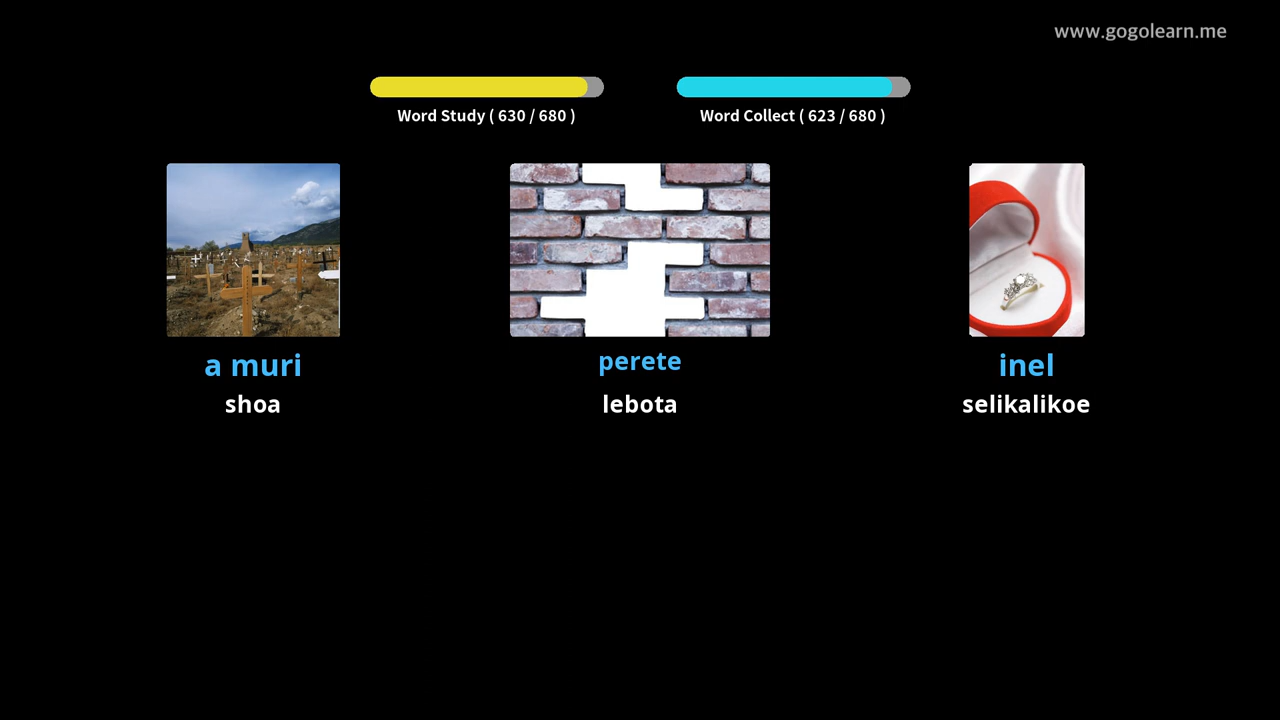 www.gogolearn.me
Word Study ( 630 / 680 )
Word Collect ( 623 / 680 )
a muri
perete
inel
shoa
lebota
selikalikoe